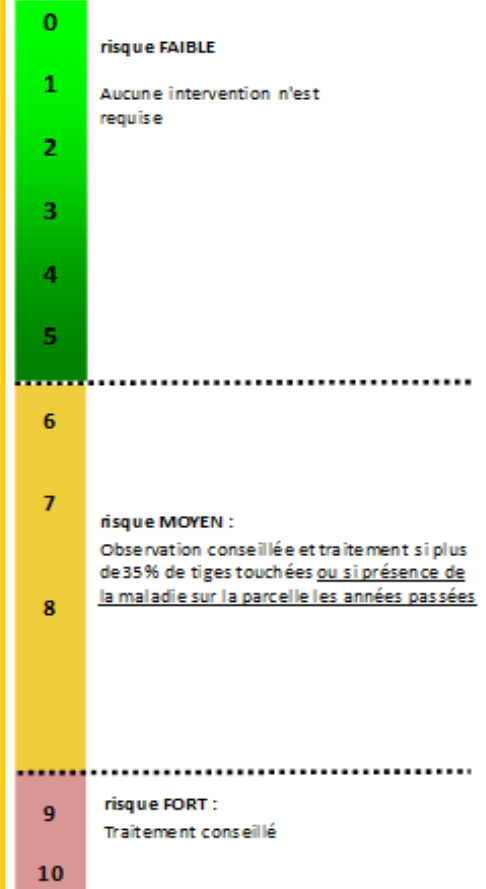 0
risque FAIBLE
1
Aucune intervention n'est
requise
2
3
4
5
6
7
risque MOYEN :
Observation conseillée et traitement si plus
de 35% de tiges touchées ou si présence de
la maladie sur la parcelle les années passées
8
9
risque FORT :
Traitement conseillé
10